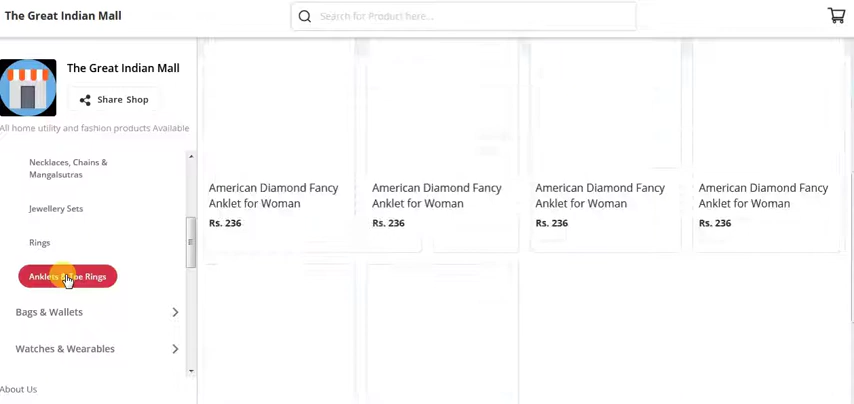 The Great Indian Mall
Search for Product here...
The Great Indian Mall
Share Shop
All home utility and fashion products Available
Necklaces, Chains &
Mangalsutras
Jewellery Sets
Rings
Anklets & Toe Rings
Bags & Wallets
Watches & Wearables
About Us
American Diamond Fancy
Anklet for Woman
Rs. 236
American Diamond Fancy
Anklet for Woman
Rs. 236
American Diamond Fancy
Anklet for Woman
Rs. 236
American Diamond Fancy
Anklet for Woman
Rs. 236